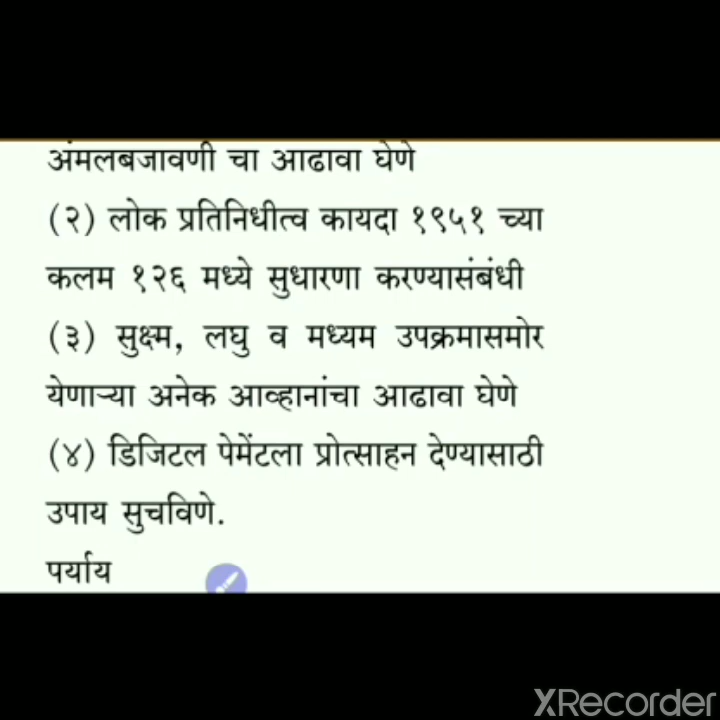 अंमलबजावणी चा आढावा घेणे
(२) लोक प्रतिनिधीत्व कायदा १९५१ च्या
कलम १२६ मध्ये सुधारणा करण्यासंबंधी
(३) सुक्ष्म, लघु व मध्यम उपक्रमासमोर
येणाऱ्या अनेक आव्हानांचा आढावा घेणे
(४) डिजिटल पेमेंटला प्रोत्साहन देण्यासाठी
उपाय सुचविणे.
पर्याय
XRecorder